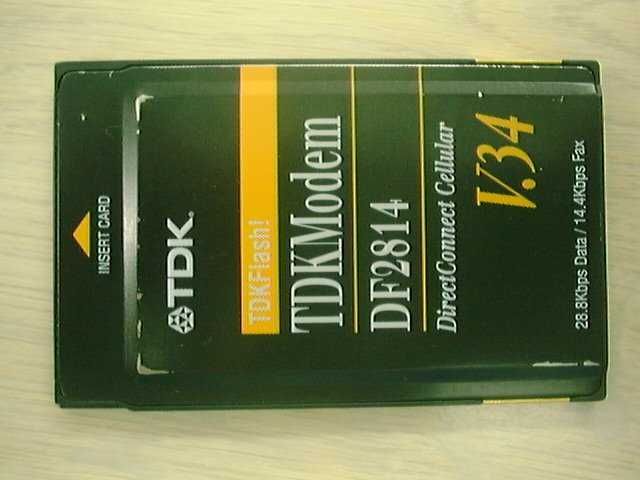 INSERT CARD
TDK.
TDKFlash!
TDKModem
DF2814
DirectConnect Cellular
V.34
28.8Kbps Data / 14.4Kbps Fax